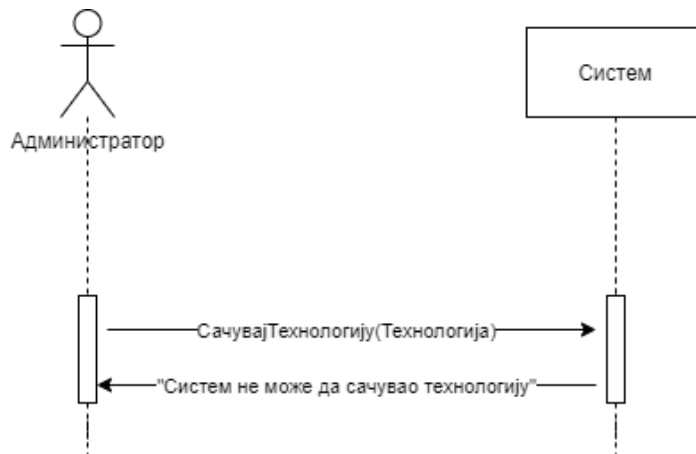 Систем
Администратор
СачувајТехнологију(Технологија)
"Систем не може да сачувао технологију"